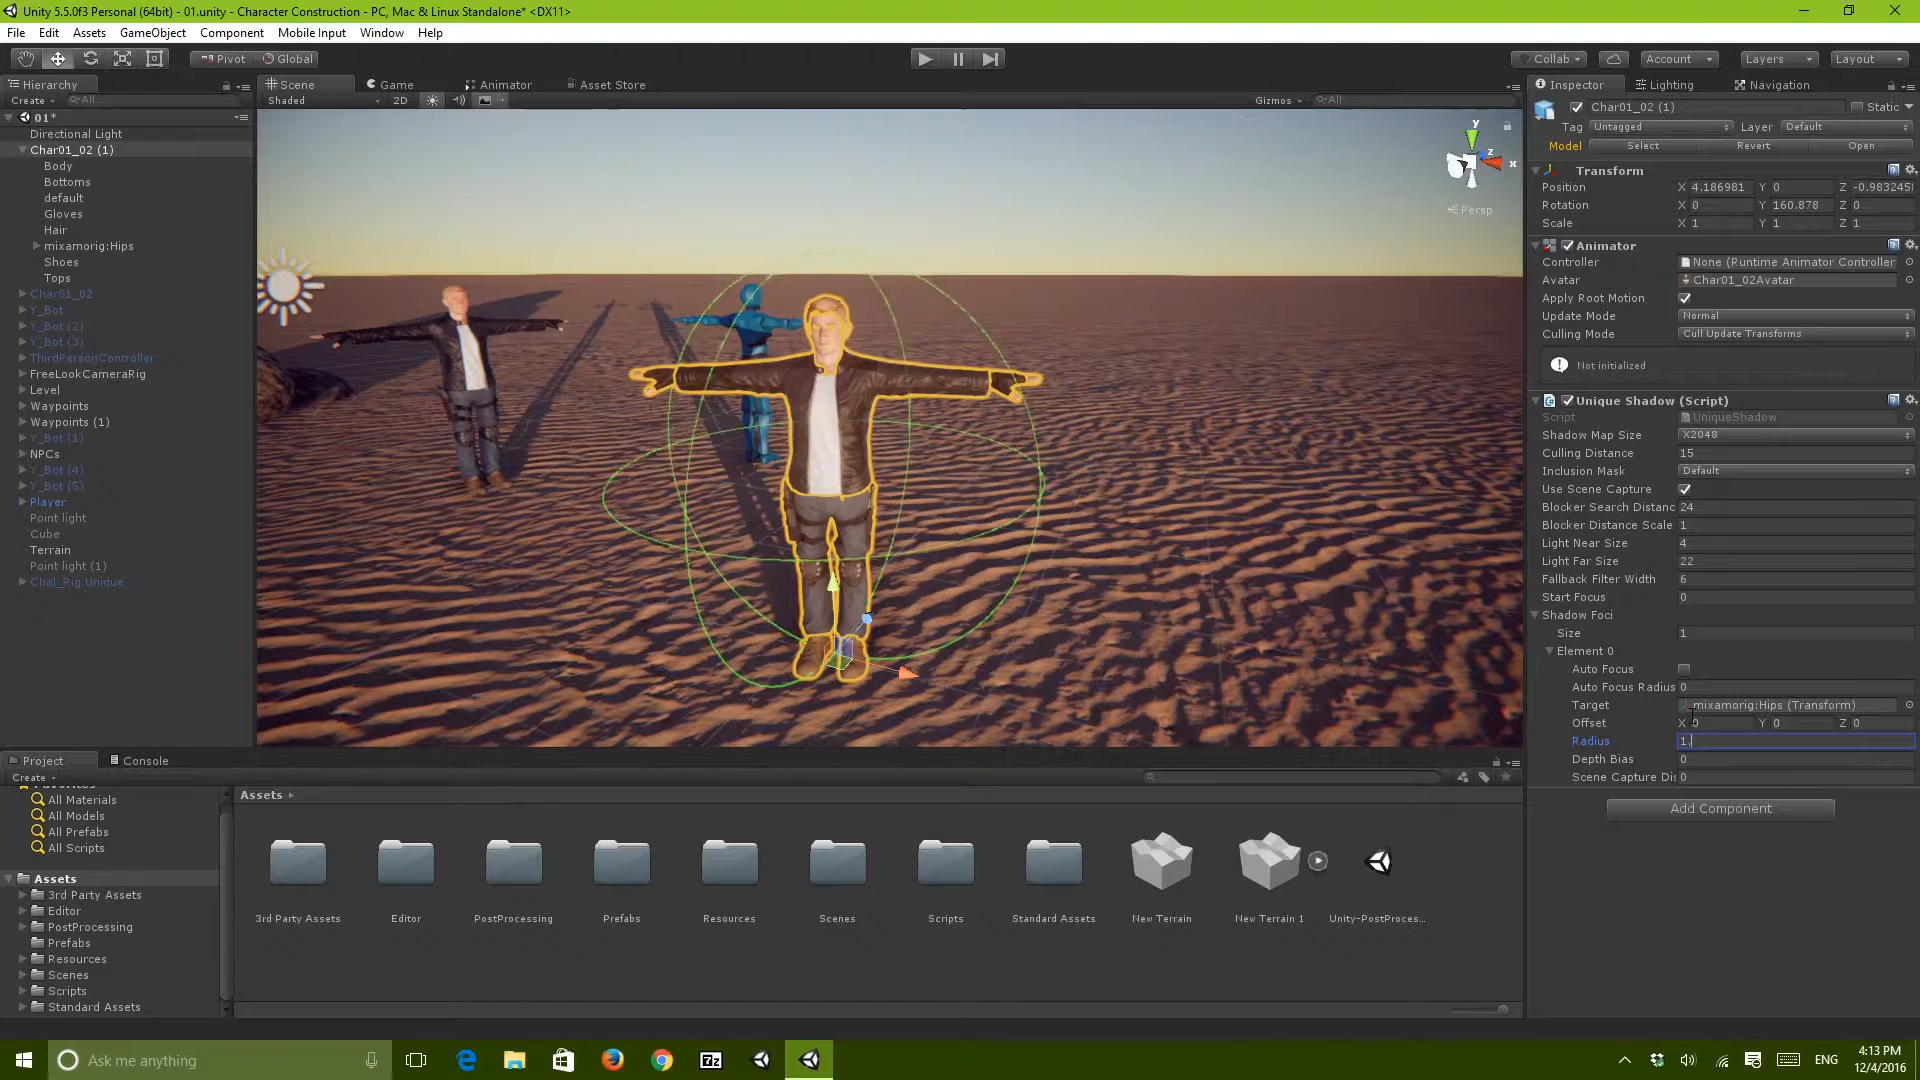 Unity 5.5.0f3 Personal (64bit) - 01.unity - Character Construction - PC, Mac & Linux Standalone* <DX11>
File Edit Assets GameObject Component Mobile Input Window Help
Pivot Global Collab Account Layers Layout
Hierarchy
Create All
01*
Directional Light
Char01_02 (1)
Body
Bottoms
default
Gloves
Hair
mixamorig:Hips
Shoes
Tops
Char01_02
Y_Bot
Y_Bot (2)
Y_Bot (3)
ThirdPersonController
FreeLookCameraRig
Level
Waypoints
Waypoints (1)
Y_Bot (1)
NPCs
Y_Bot (4)
Y_Bot (5)
Player
Point light
Cube
Terrain
Point light (1)
Chal_Rig Unique
Scene Game Animator Asset Store
Shaded 2D Gizmos All
y
z
x
Persp
Inspector Lighting Navigation
Char01_02 (1) Static
Tag Untagged Layer Default
Model Select Revert Open
Transform
Position X 4.186981 Y 0 Z -0.983245
Rotation X 0 Y 160.878 Z 0
Scale X 1 Y 1 Z 1
Animator
Controller None (Runtime Animator Controller
Avatar Char01_02Avatar
Apply Root Motion
Update Mode Normal
Culling Mode Cull Update Transforms
Not initialized
Unique Shadow (Script)
Script UniqueShadow
Shadow Map Size X2048
Culling Distance 15
Inclusion Mask Default
Use Scene Capture
Blocker Search Distanc 24
Blocker Distance Scale 1
Light Near Size 4
Light Far Size 22
Fallback Filter Width 6
Start Focus 0
Shadow Foci
Size 1
Element 0
Auto Focus
Auto Focus Radius 0
Target mixamorig:Hips (Transform)
Offset X 0 Y 0 Z 0
Radius 1.
Depth Bias 0
Scene Capture Di 0
Add Component
Project Console
Create
Favorites
All Materials
All Models
All Prefabs
All Scripts
Assets
3rd Party Assets
Editor
PostProcessing
Prefabs
Resources
Scenes
Scripts
Standard Assets
Assets
3rd Party Assets Editor PostProcessing Prefabs Resources Scenes Scripts Standard Assets New Terrain New Terrain 1 Unity-PostProces...
Ask me anything
7z
ENG
4:13 PM
12/4/2016